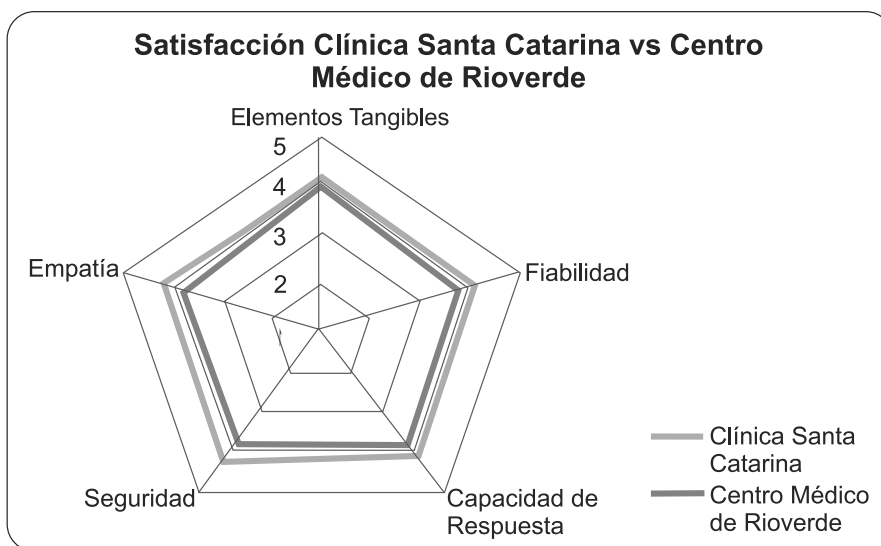 Satisfacción Clínica Santa Catarina vs Centro
Médico de Rioverde
Elementos Tangibles
5
4
3
2
Empatía
Fiabilidad
Seguridad
Capacidad de
Respuesta
Clínica Santa
Catarina
Centro Médico
de Rioverde